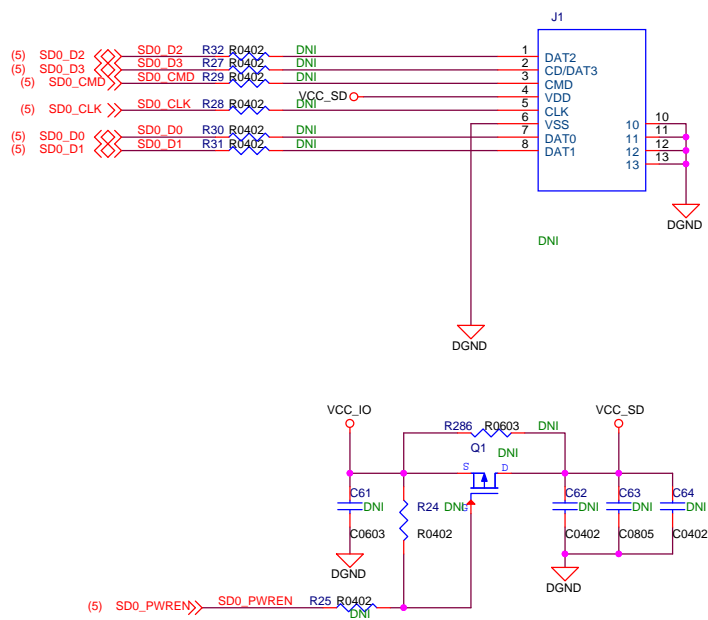 J1
(5) SD0_D2 SD0_D2 R32 R0402 DNI 1 DAT2
(5) SD0_D3 SD0_D3 R27 R0402 DNI 2 CD/DAT3
(5) SD0_CMD SD0_CMD R29 R0402 DNI 3 CMD
VCC_SD 4 VDD
(5) SD0_CLK SD0_CLK R28 R0402 DNI 5 CLK
6 VSS 10 10
(5) SD0_D0 SD0_D0 R30 R0402 DNI 7 DAT0 11 11
(5) SD0_D1 SD0_D1 R31 R0402 DNI 8 DAT1 12 12
13 13
DGND
DNI
DGND
VCC_IO VCC_SD
R286 R0603 DNI
Q1 DNI
S D
C61 R24 DNI G C62 C63 C64
DNI DNI DNI DNI
C0603 R0402 C0402 C0805 C0402
DGND DGND
(5) SD0_PWREN SD0_PWREN R25 R0402
DNI